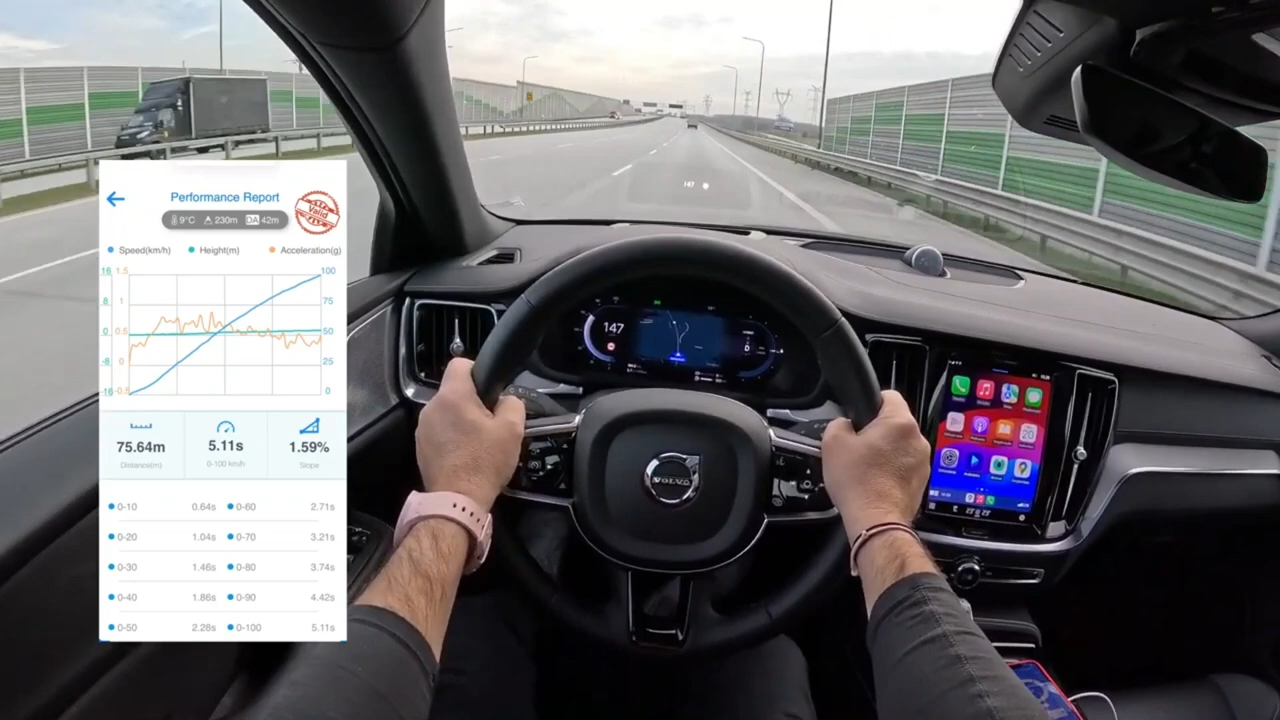 Performance Report
Valid
9°C 230m DA 42m
Speed(km/h) Height(m) Acceleration(g)
16 1.5 100
8 1 75
0 0.5 50
-8 0 25
-16 -0.5 0
75.64m 5.11s 1.59%
Distance(m) 0-100 km/h Slope
0-10 0.64s 0-60 2.71s
0-20 1.04s 0-70 3.21s
0-30 1.46s 0-80 3.74s
0-40 1.86s 0-90 4.42s
0-50 2.28s 0-100 5.11s
147
147
D
VOLVO
20